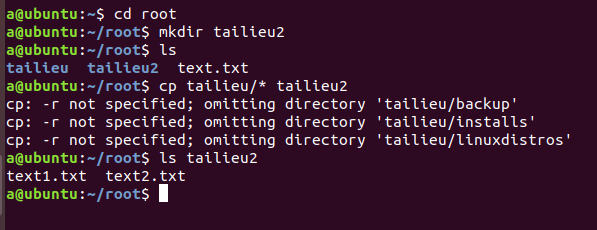 a@ubuntu:~$ cd root
a@ubuntu:~/root$ mkdir tailieu2
a@ubuntu:~/root$ ls
tailieu  tailieu2  text.txt
a@ubuntu:~/root$ cp tailieu/* tailieu2
cp: -r not specified; omitting directory 'tailieu/backup'
cp: -r not specified; omitting directory 'tailieu/installs'
cp: -r not specified; omitting directory 'tailieu/linuxdistros'
a@ubuntu:~/root$ ls tailieu2
text1.txt  text2.txt
a@ubuntu:~/root$